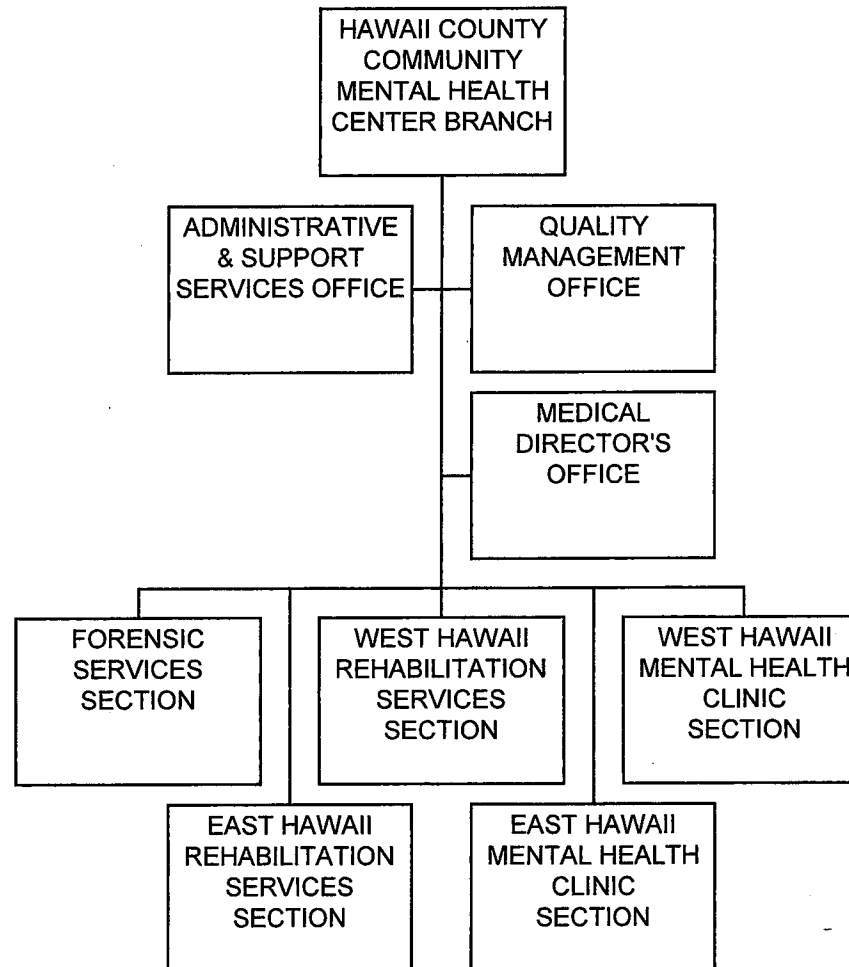 HAWAII COUNTY
COMMUNITY
MENTAL HEALTH
CENTER BRANCH
ADMINISTRATIVE
& SUPPORT
SERVICES OFFICE
QUALITY
MANAGEMENT
OFFICE
MEDICAL
DIRECTOR'S
OFFICE
FORENSIC
SERVICES
SECTION
WEST HAWAII
REHABILITATION
SERVICES
SECTION
WEST HAWAII
MENTAL HEALTH
CLINIC
SECTION
EAST HAWAII
REHABILITATION
SERVICES
SECTION
EAST HAWAII
MENTAL HEALTH
CLINIC
SECTION